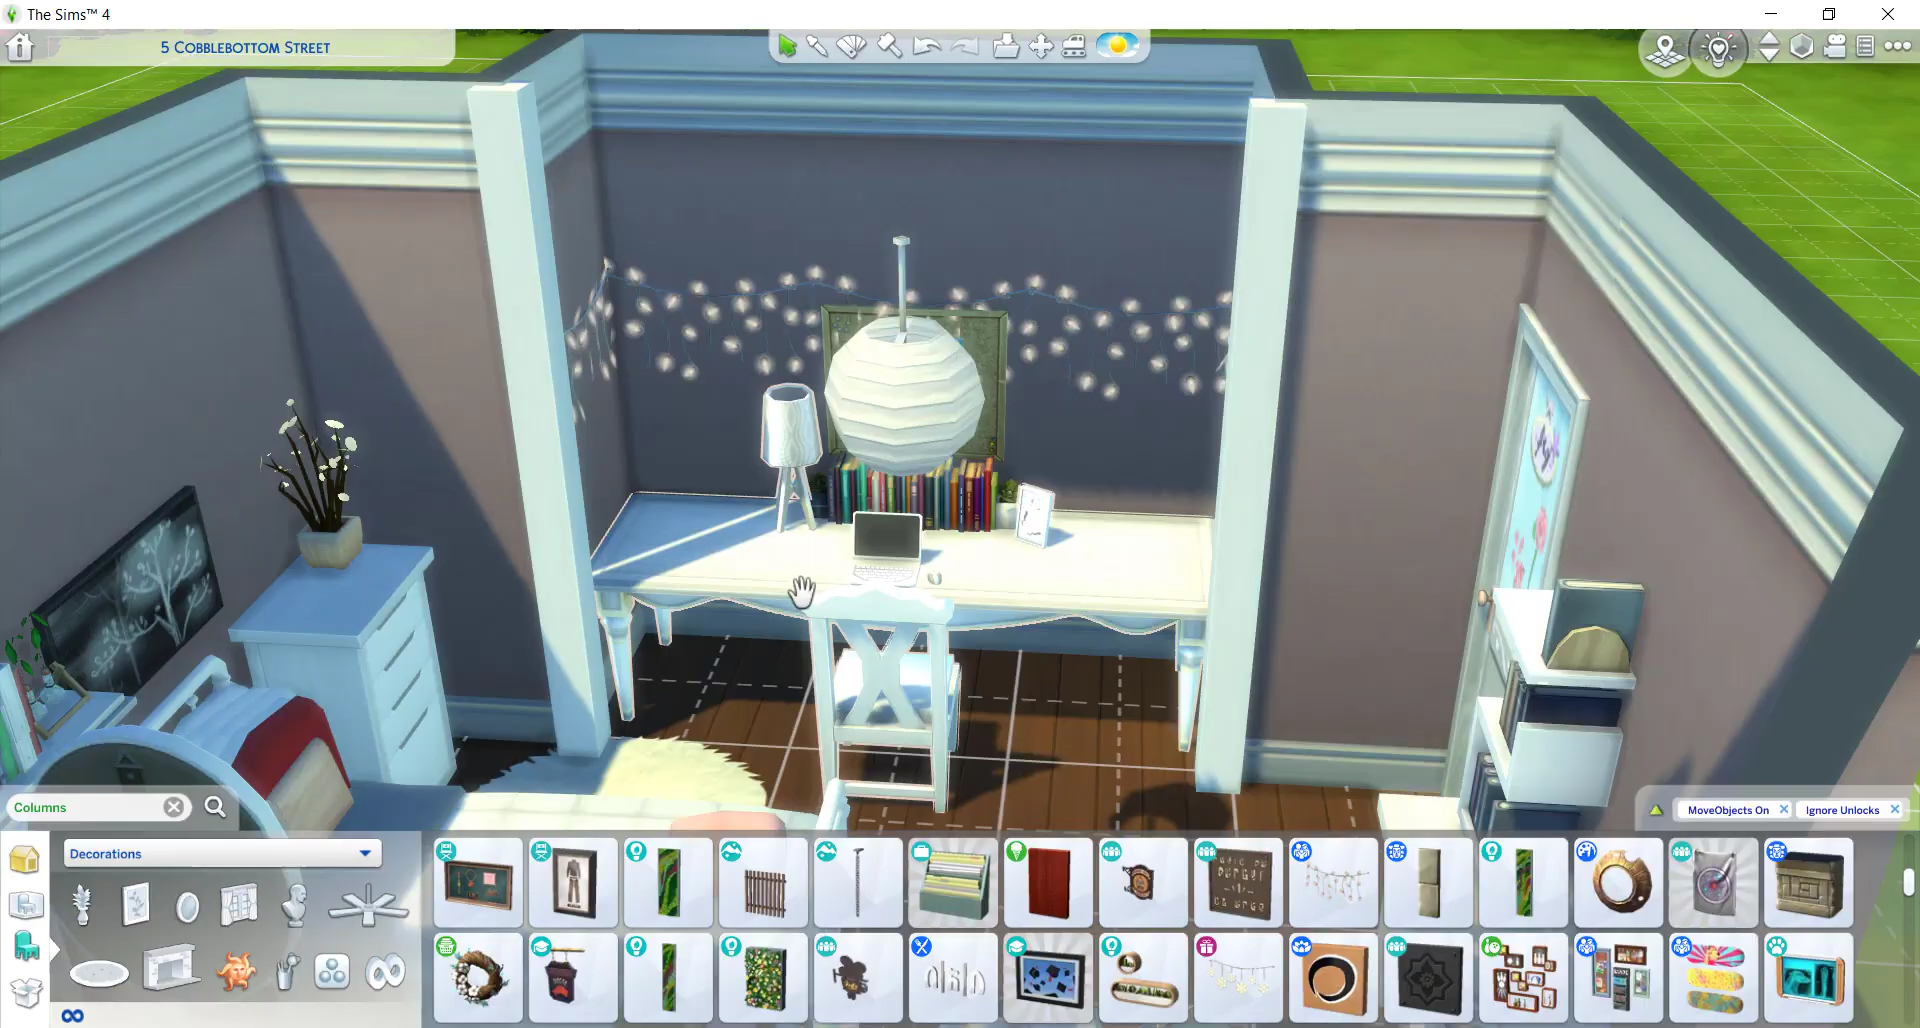 The Sims™ 4
5 Cobblebottom Street
Columns
MoveObjects On
Ignore Unlocks
Decorations